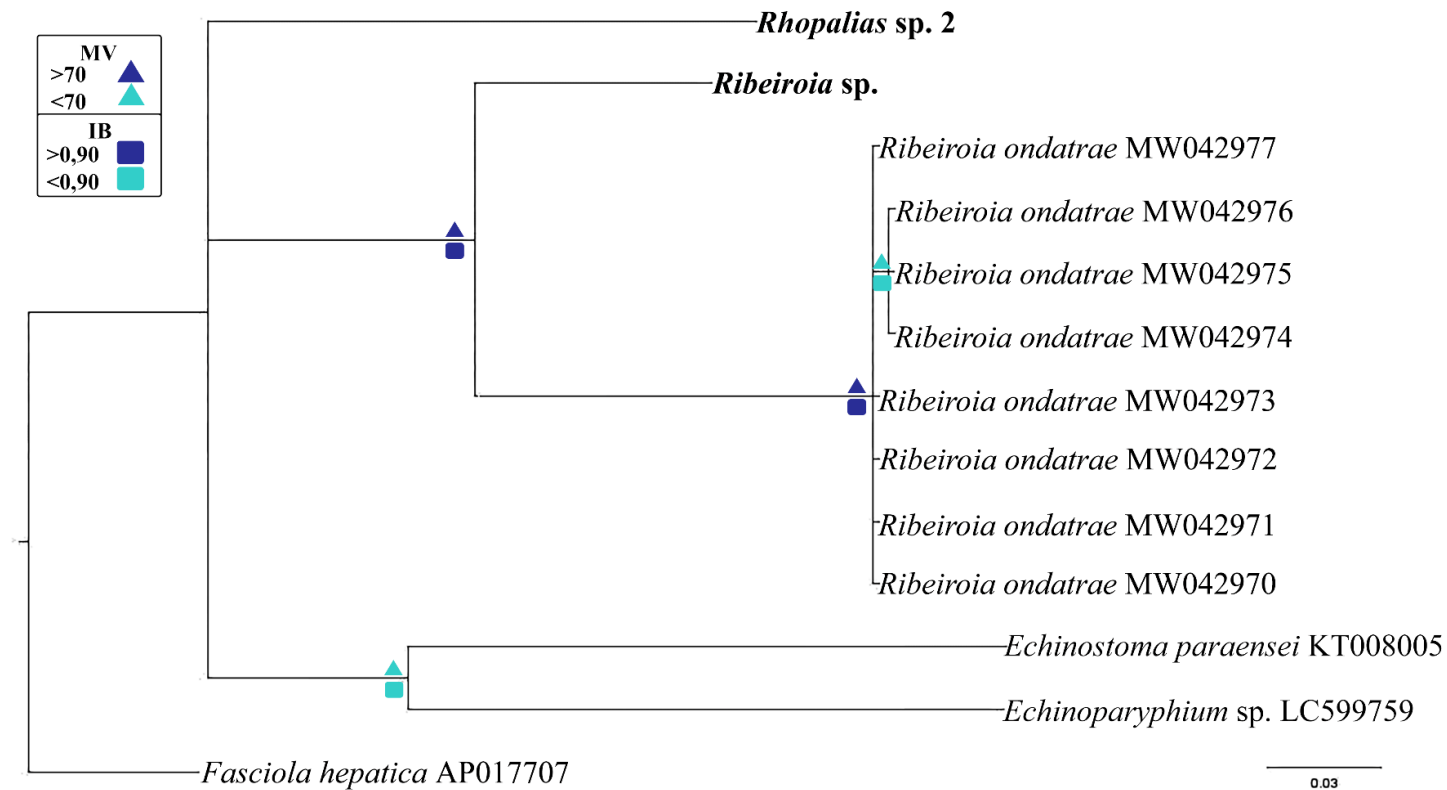 Rhopalias sp. 2
MV
>70
<70
IB
>0,90
<0,90
Ribeiroia sp.
Ribeiroia ondatrae MW042977
Ribeiroia ondatrae MW042976
Ribeiroia ondatrae MW042975
Ribeiroia ondatrae MW042974
Ribeiroia ondatrae MW042973
Ribeiroia ondatrae MW042972
Ribeiroia ondatrae MW042971
Ribeiroia ondatrae MW042970
Echinostoma paraensei KT008005
Echinoparyphium sp. LC599759
Fasciola hepatica AP017707
0.03